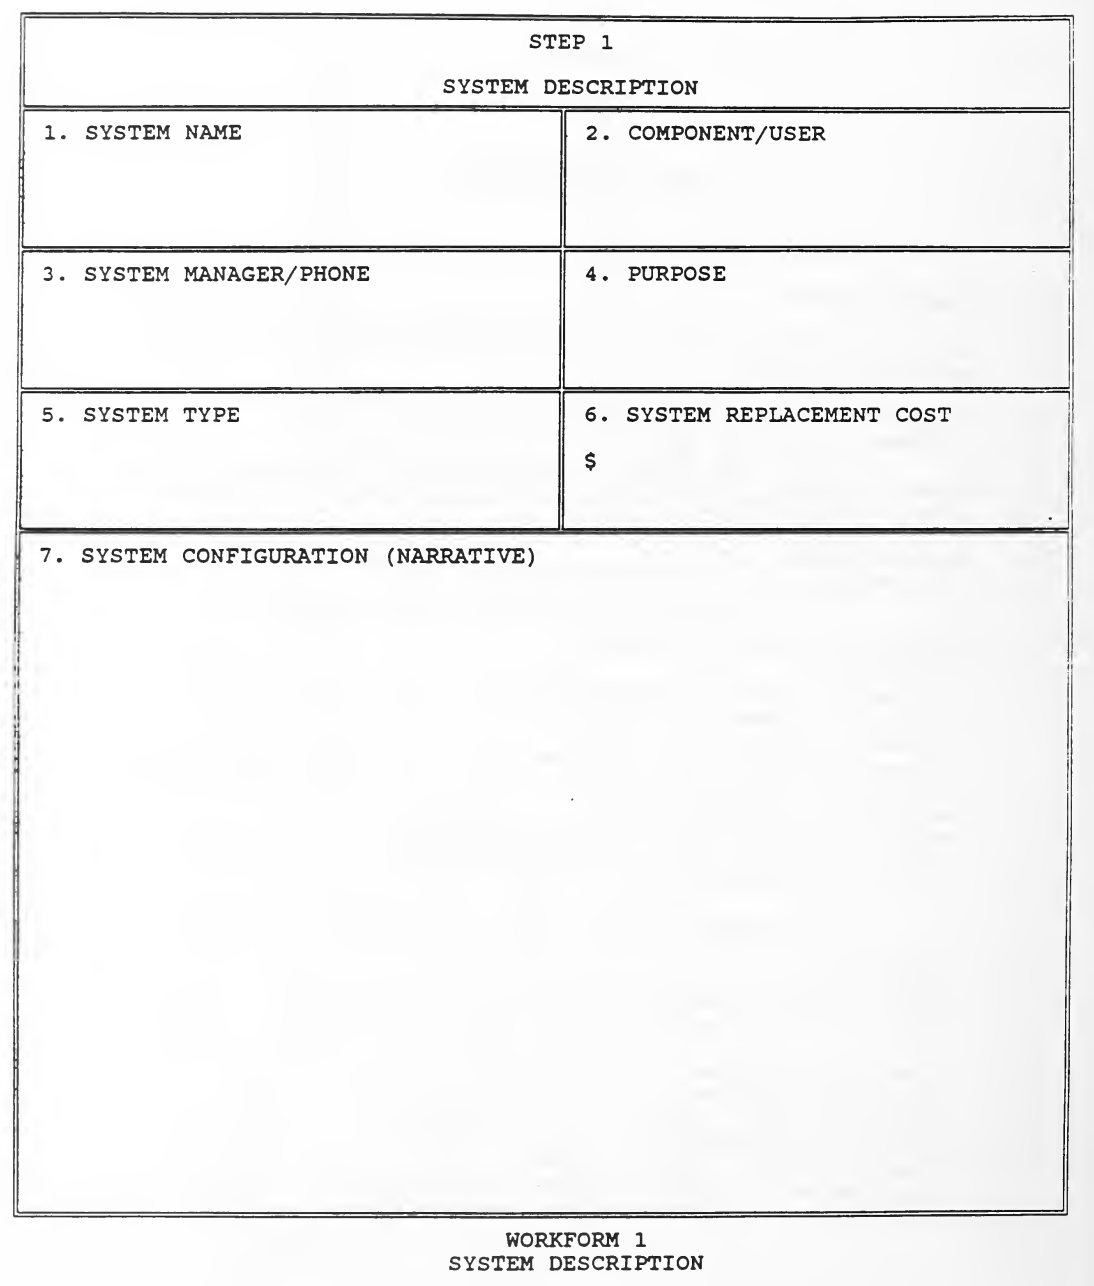 STEP 1
SYSTEM DESCRIPTION
1. SYSTEM NAME
2. COMPONENT/USER
3. SYSTEM MANAGER/PHONE
4. PURPOSE
5. SYSTEM TYPE
6. SYSTEM REPLACEMENT COST
$
7. SYSTEM CONFIGURATION (NARRATIVE)
WORKFORM 1
SYSTEM DESCRIPTION